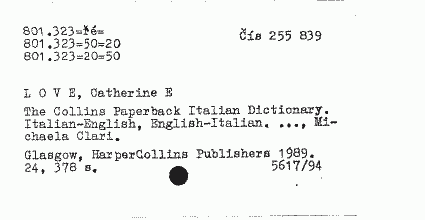 801.323=
801.323=50=20
Čís 255 839
801.323=20=50
L O V E, Catherine E
The Collins Paperback Italian Dictionary.
Italian-English, English-Italian. ..., Mi-
chaela Clari.
Glasgow, HarperCollins Publishers 1989.
24, 378 s.
5617/94